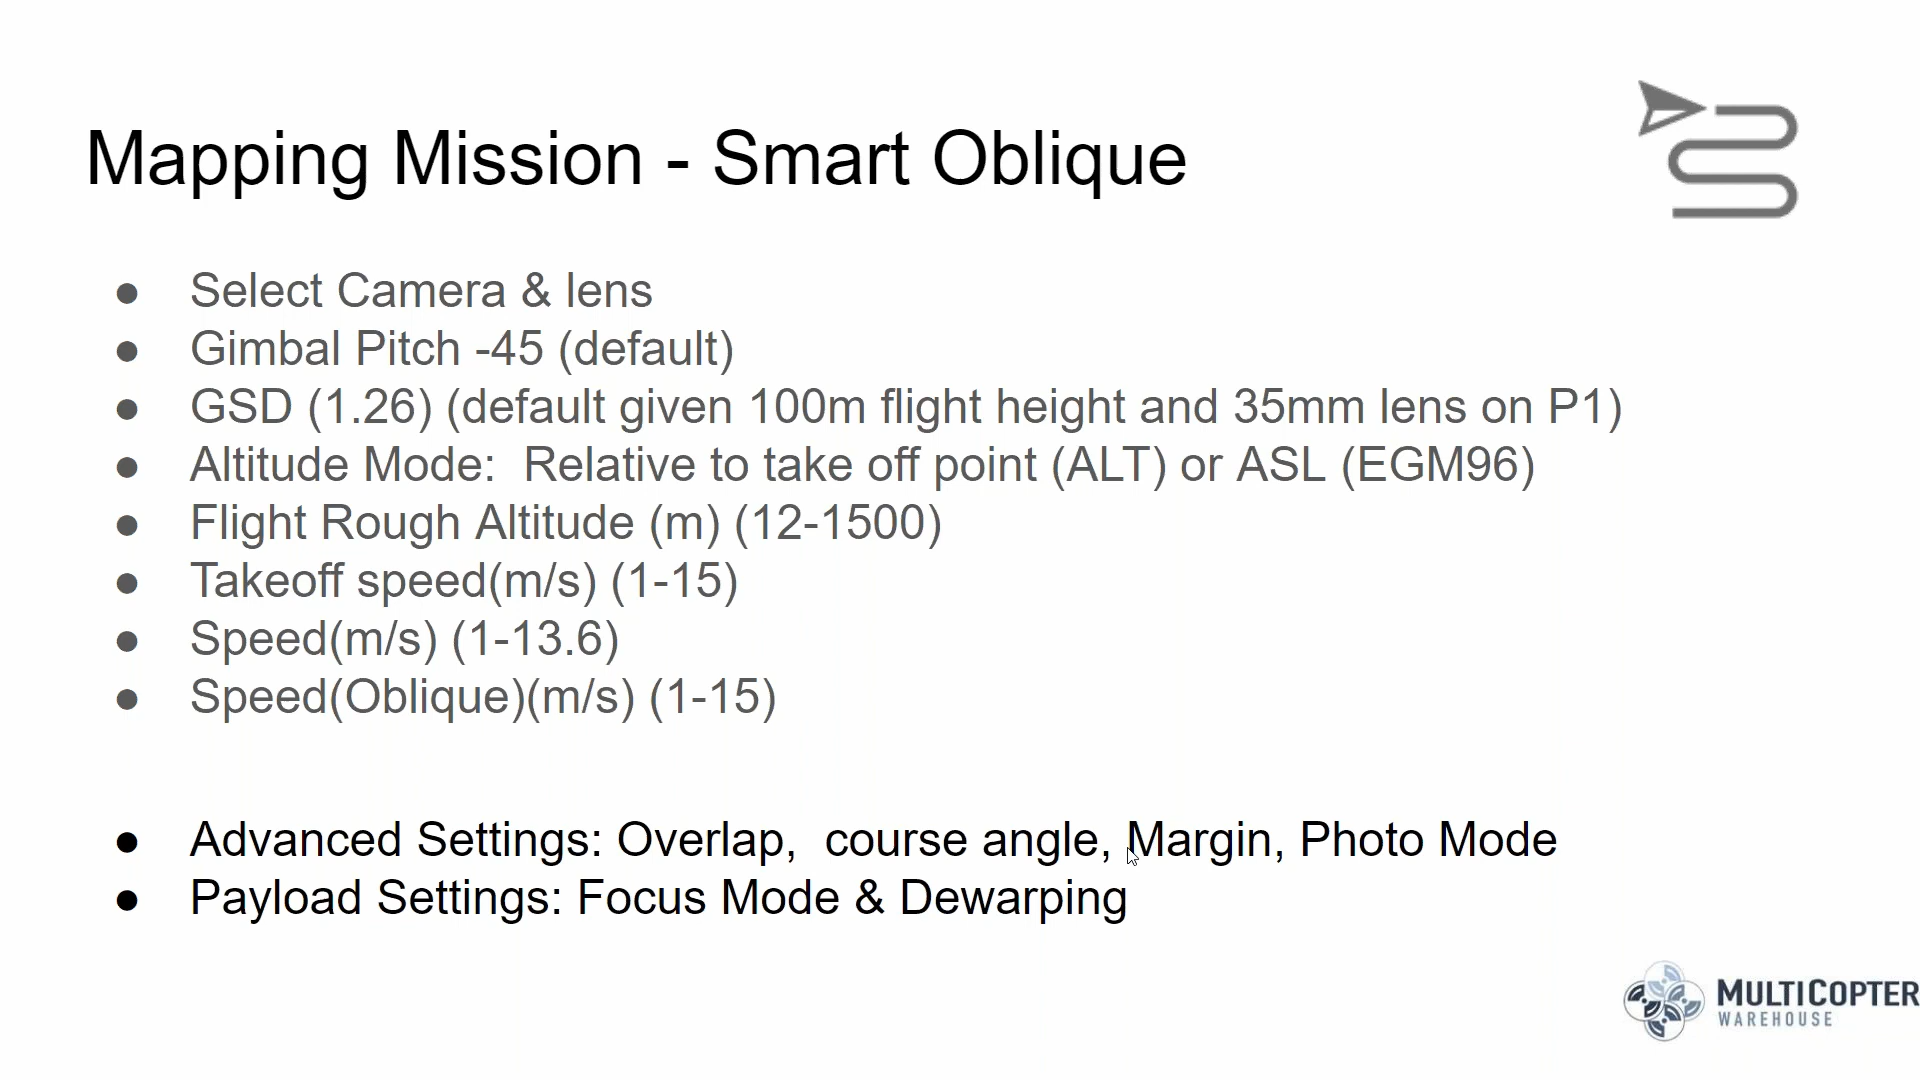 Mapping Mission - Smart Oblique
● Select Camera & lens
● Gimbal Pitch -45 (default)
● GSD (1.26) (default given 100m flight height and 35mm lens on P1)
● Altitude Mode:  Relative to take off point (ALT) or ASL (EGM96)
● Flight Rough Altitude (m) (12-1500)
● Takeoff speed(m/s) (1-15)
● Speed(m/s) (1-13.6)
● Speed(Oblique)(m/s) (1-15)
● Advanced Settings: Overlap,  course angle, Margin, Photo Mode
● Payload Settings: Focus Mode & Dewarping
MULTICOPTER
WAREHOUSE